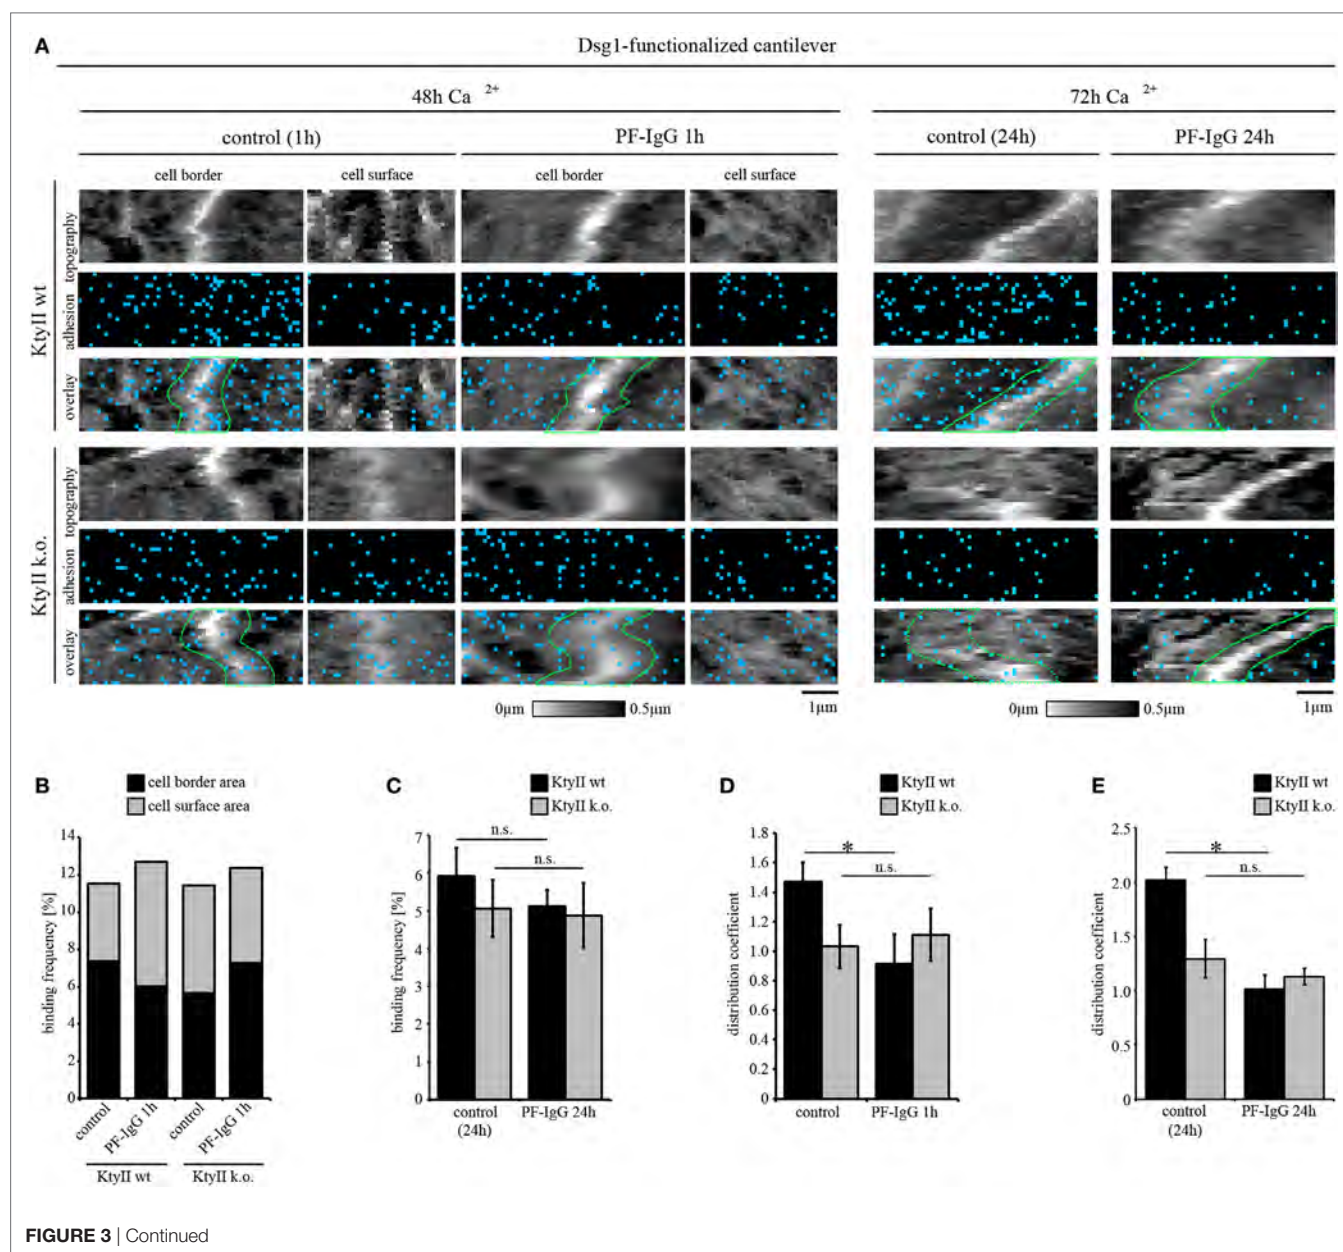 A
Dsg1-functionalized cantilever
48h Ca 2+
72h Ca 2+
control (1h)
PF-IgG 1h
control (24h)
PF-IgG 24h
cell border
cell surface
cell border
cell surface
KtyII wt
topography
adhesion
overlay
KtyII k.o.
topography
adhesion
overlay
0µm
0.5µm
1µm
0µm
0.5µm
1µm
B
cell border area
cell surface area
binding frequency [%]
14
12
10
8
6
4
2
0
control
PF-IgG 1h
control
PF-IgG 1h
KtyII wt
KtyII k.o.
C
KtyII wt
KtyII k.o.
binding frequency [%]
7
6
5
4
3
2
1
0
n.s.
n.s.
control
(24h)
PF-IgG 24h
D
KtyII wt
KtyII k.o.
distribution coefficient
1.8
1.6
1.4
1.2
1.0
0.8
0.6
0.4
0.2
0
*
n.s.
control
PF-IgG 1h
E
KtyII wt
KtyII k.o.
distribution coefficient
2.5
2.0
1.5
1.0
0.5
0
*
n.s.
control
(24h)
PF-IgG 24h
FIGURE 3 | Continued